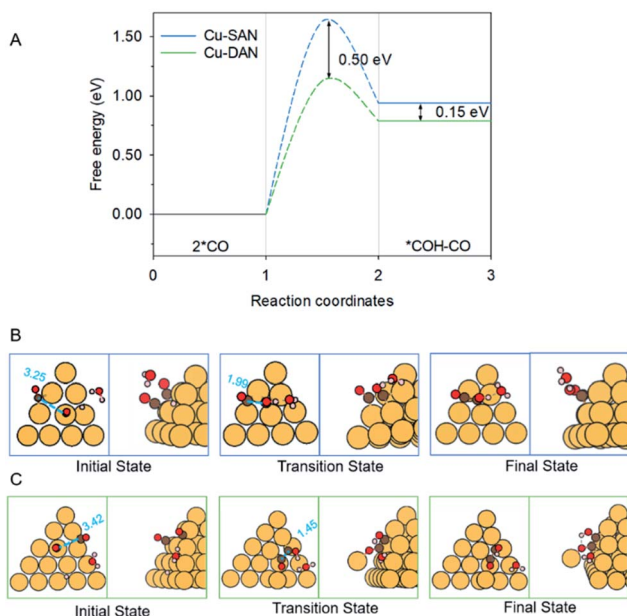 A
Cu-SAN
Cu-DAN
1.50
1.00
0.50
0.00
Free energy (eV)
0.50 eV
0.15 eV
2*CO
*COH-CO
0
1
2
3
Reaction coordinates
B
3.25
1.99
Initial State
Transition State
Final State
C
3.42
1.45
Initial State
Transition State
Final State